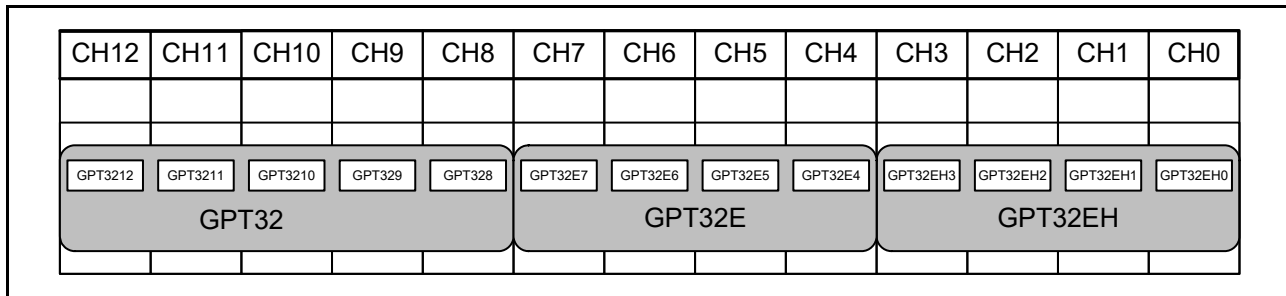 CH12 CH11 CH10 CH9 CH8 CH7 CH6 CH5 CH4 CH3 CH2 CH1 CH0
GPT3212 GPT3211 GPT3210 GPT329 GPT328 GPT32E7 GPT32E6 GPT32E5 GPT32E4 GPT32EH3 GPT32EH2 GPT32EH1 GPT32EH0
GPT32 GPT32E GPT32EH